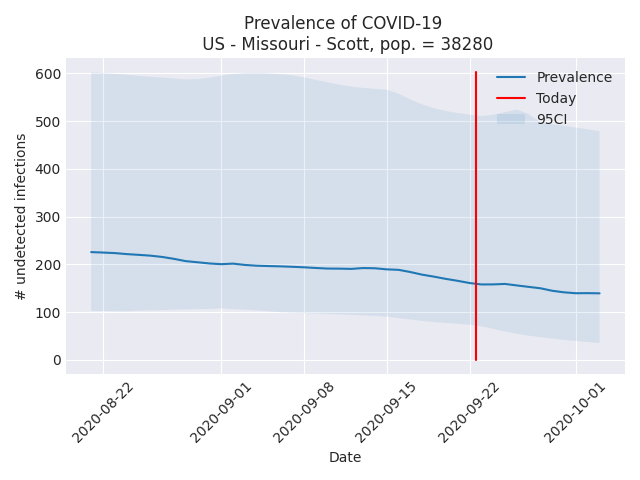 Prevalence of COVID-19
US - Missouri - Scott, pop. = 38280
Prevalence
Today
95CI
# undetected infections
600
500
400
300
200
100
0
2020-08-22
2020-09-01
2020-09-08
2020-09-15
2020-09-22
2020-10-01
Date